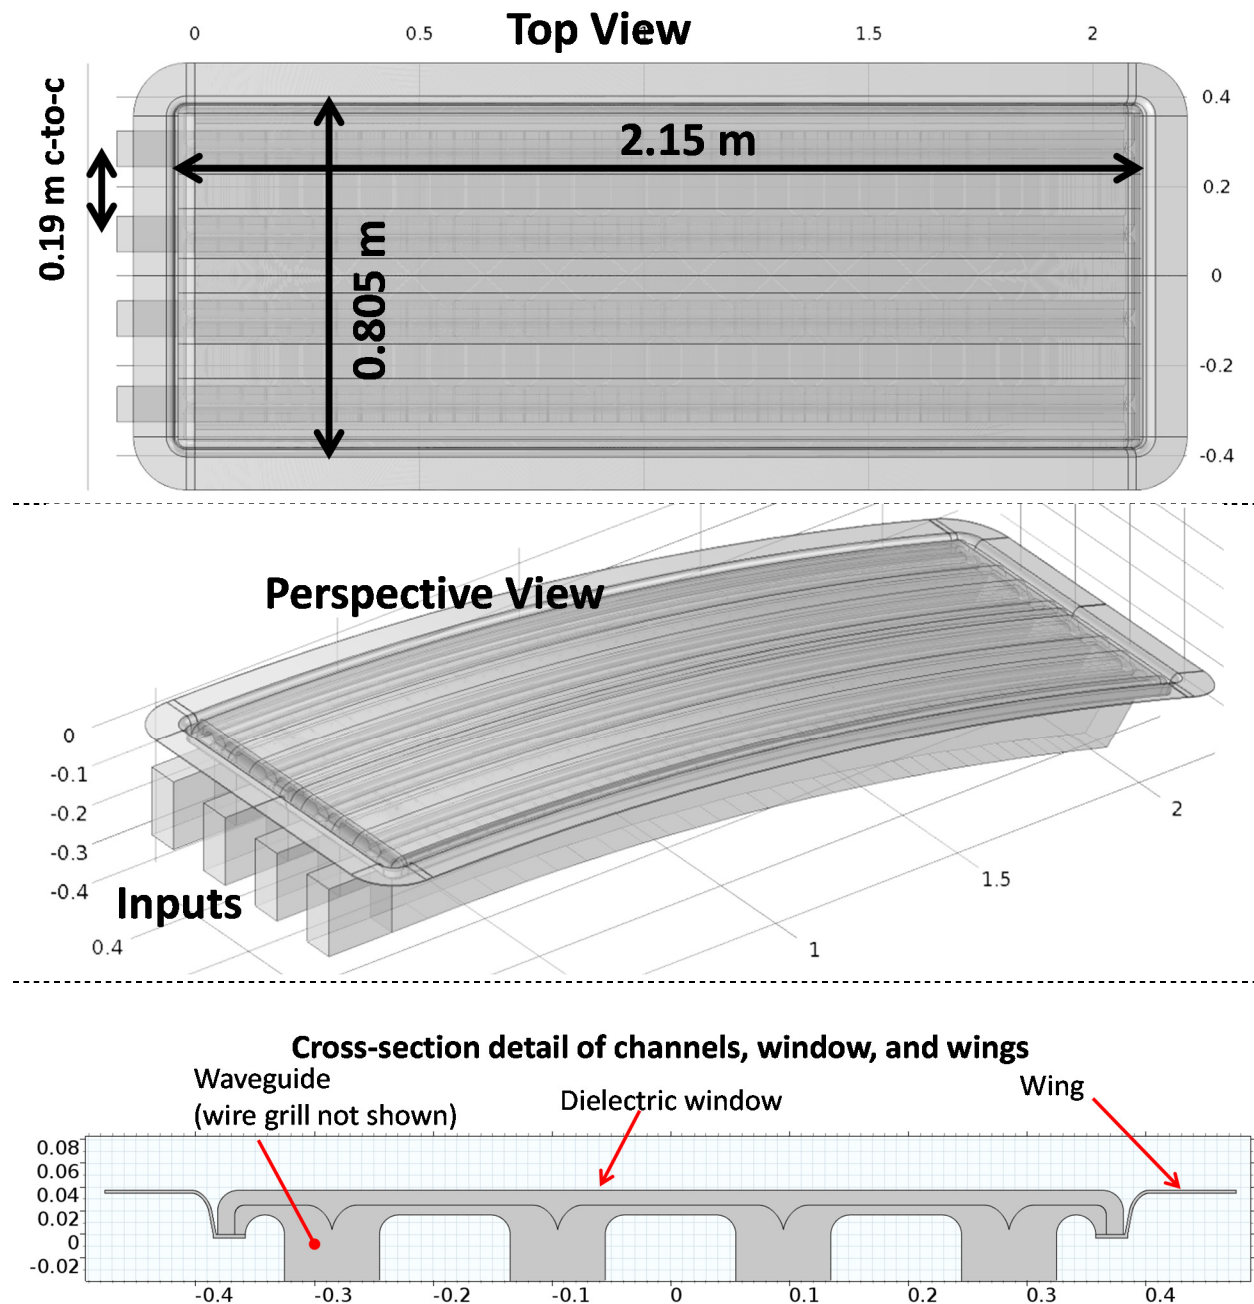 Top View
0 0.5 1 1.5 2
0.19 m c-to-c
2.15 m
0.805 m
0.4
0.2
0
-0.2
-0.4
Perspective View
0
-0.1
-0.2
-0.3
-0.4
Inputs
0.4
1
1.5
2
Cross-section detail of channels, window, and wings
Waveguide
(wire grill not shown)
Dielectric window
Wing
0.08
0.06
0.04
0.02
0
-0.02
-0.4 -0.3 -0.2 -0.1 0 0.1 0.2 0.3 0.4